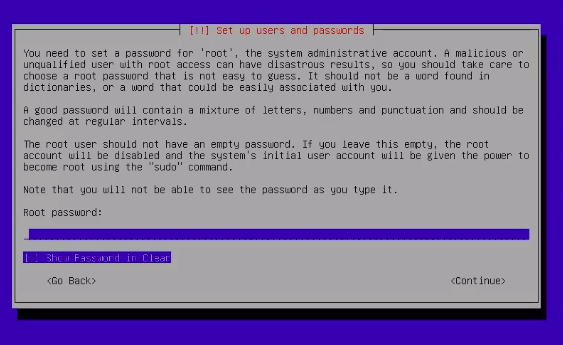 [!!] Set up users and passwords
You need to set a password for 'root', the system administrative account. A malicious or
unqualified user with root access can have disastrous results, so you should take care to
choose a root password that is not easy to guess. It should not be a word found in
dictionaries, or a word that could be easily associated with you.
A good password will contain a mixture of letters, numbers and punctuation and should be
changed at regular intervals.
The root user should not have an empty password. If you leave this empty, the root
account will be disabled and the system's initial user account will be given the power to
become root using the "sudo" command.
Note that you will not be able to see the password as you type it.
Root password:
[ ] Show Password in Clear
<Go Back> <Continue>